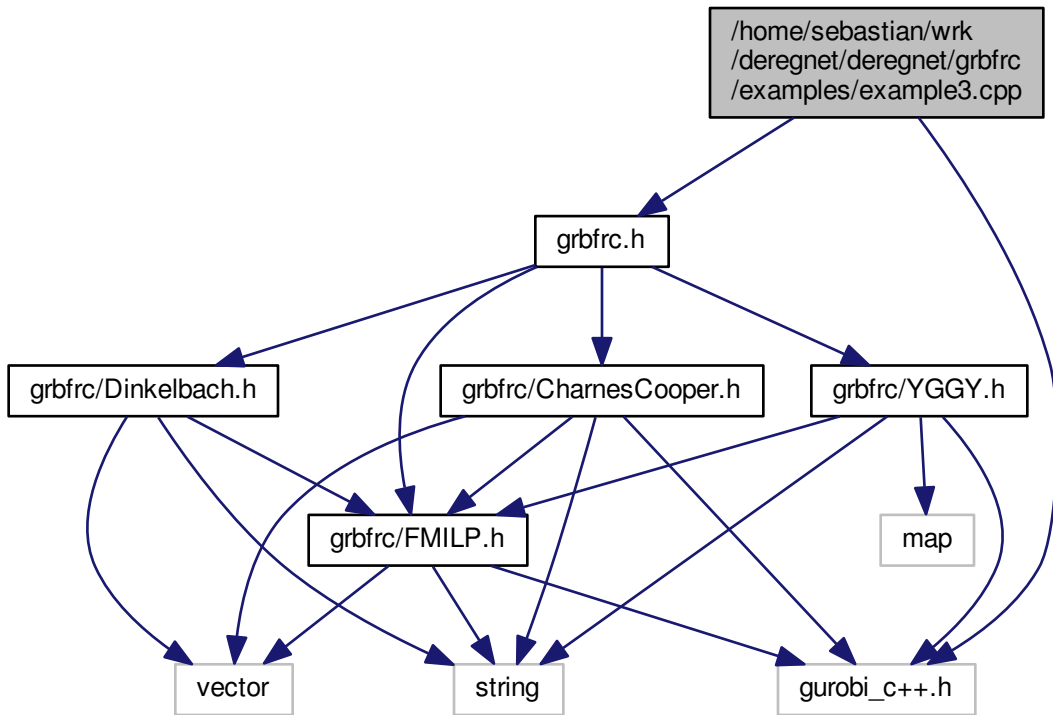 /home/sebastian/wrk
/deregnet/deregnet/grbfrc
/examples/example3.cpp
grbfrc.h
grbfrc/Dinkelbach.h
grbfrc/CharnesCooper.h
grbfrc/YGGY.h
grbfrc/FMILP.h
map
vector
string
gurobi_c++.h